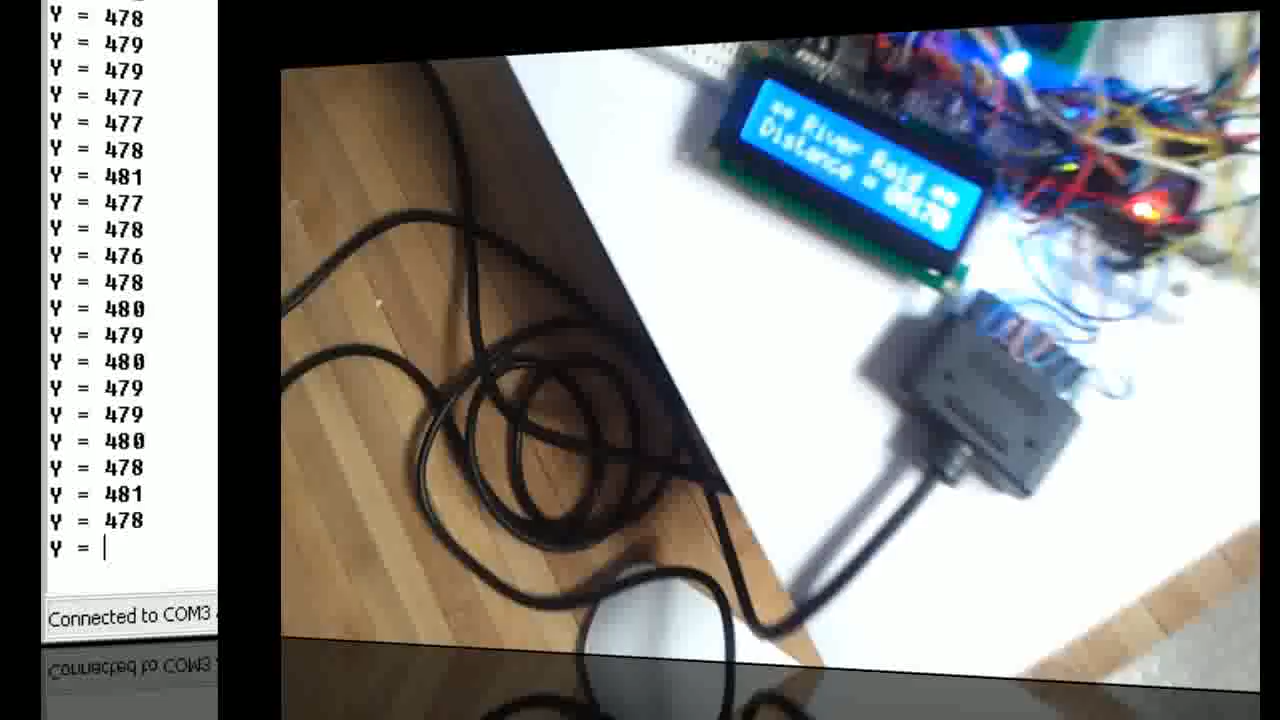 Y = 478
Y = 479
Y = 479
Y = 477
Y = 477
Y = 478
Y = 481
Y = 477
Y = 478
Y = 476
Y = 478
Y = 480
Y = 479
Y = 480
Y = 479
Y = 479
Y = 480
Y = 478
Y = 481
Y = 478
Y =
Connected to COM3
River Raid
Distance =